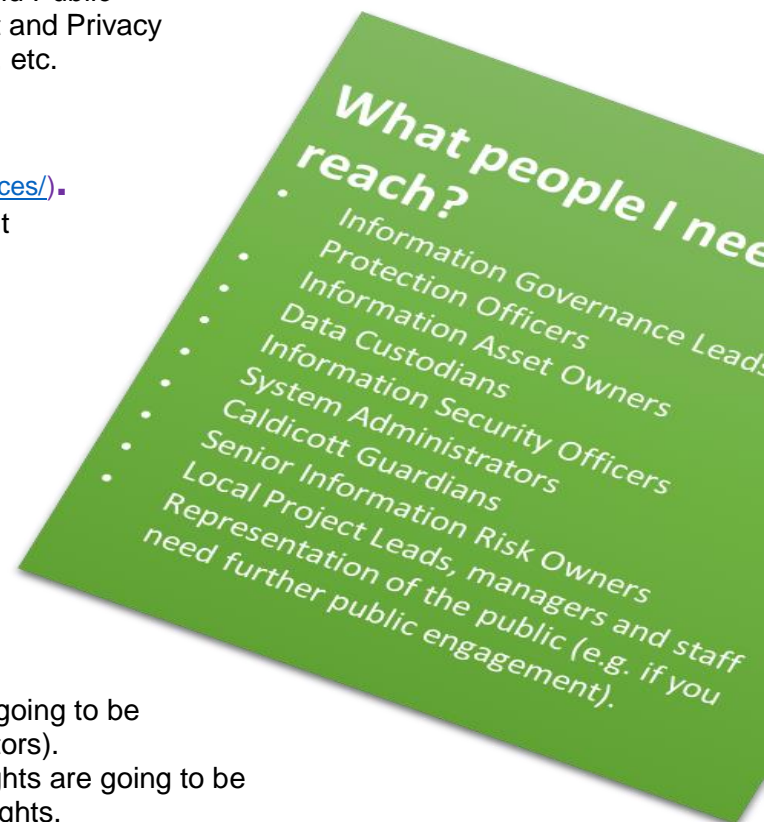 and Privacy
etc.
ces/).
What people I
reach?
• Information Governance Leads
Protection Officers
• Information Asset Owners
• Data Custodians
• Information Security Officers
• System Administrators
• Caldicott Guardians
• Senior Information Risk Owners
• Local Project Leads, managers and staff
• Representation of the public (e.g. if you
need further public engagement).
going to be
tors).
ghts are going to be
ghts.